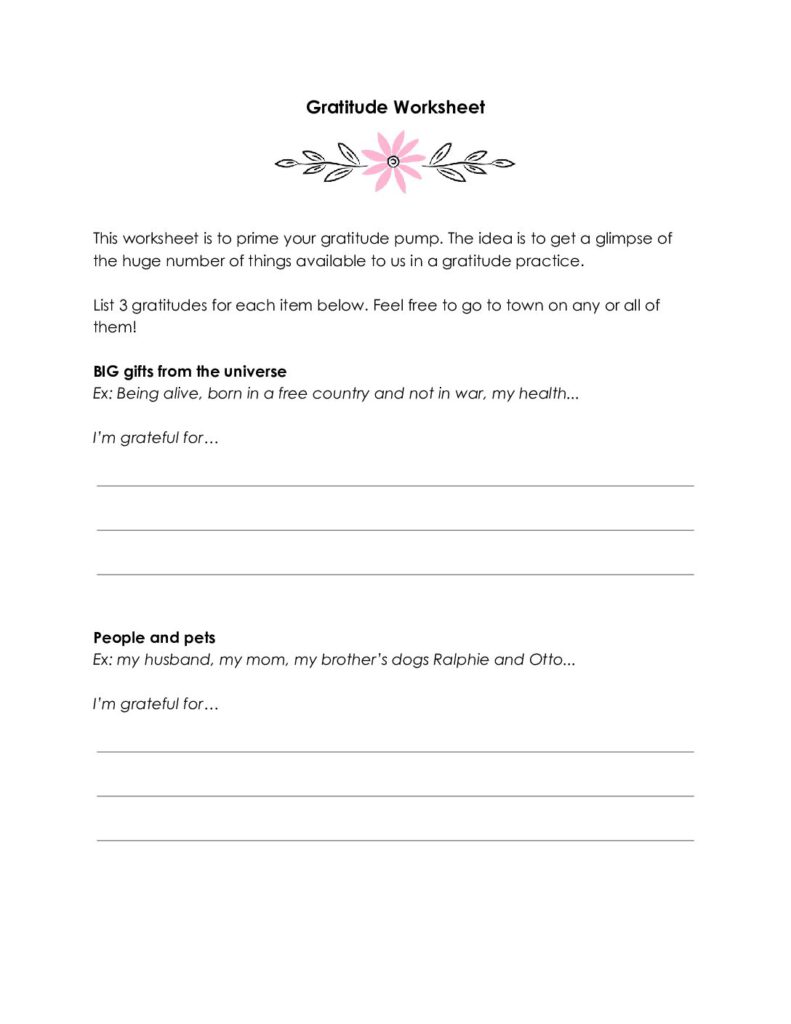 Gratitude Worksheet
This worksheet is to prime your gratitude pump. The idea is to get a glimpse of
the huge number of things available to us in a gratitude practice.
List 3 gratitudes for each item below. Feel free to go to town on any or all of
them!
BIG gifts from the universe
Ex: Being alive, born in a free country and not in war, my health...
I’m grateful for…
People and pets
Ex: my husband, my mom, my brother’s dogs Ralphie and Otto...
I’m grateful for…